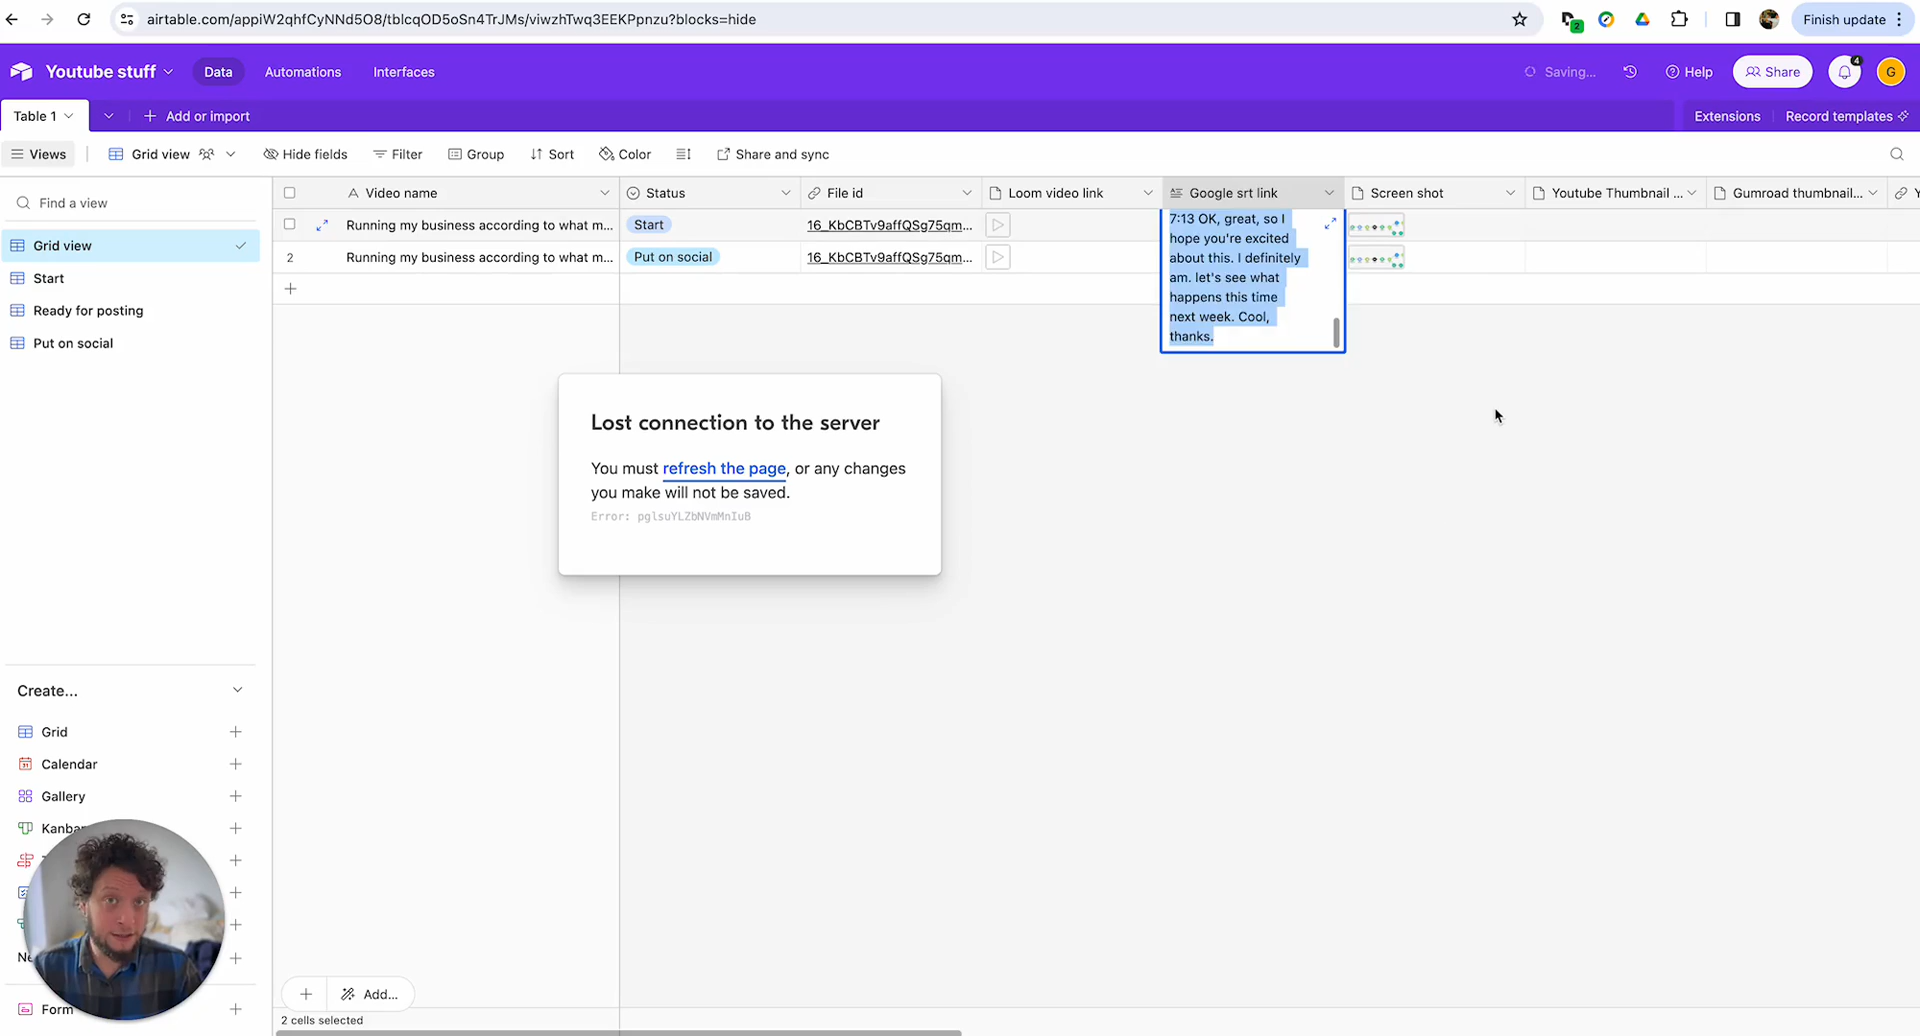 airtable.com/appiW2qhfCyNNd5O8/tblcqOD5oSn4TrJMs/viwzhTwq3EEKPpnzu?blocks=hide
2
Finish update
Youtube stuff
Data
Automations
Interfaces
Saving...
Help
Share
4
G
Table 1
Add or import
Extensions
Record templates
Views
Grid view
Hide fields
Filter
Group
Sort
Color
Share and sync
Find a view
Grid view
Start
Ready for posting
Put on social
Video name
Status
File id
Loom video link
Google srt link
Screen shot
Youtube Thumbnail ...
Gumroad thumbnail...
Y
Running my business according to what m...
Start
16_KbCBTv9affQSg75qm...
2
Running my business according to what m...
Put on social
16_KbCBTv9affQSg75qm...
7:13 OK, great, so I
hope you're excited
about this. I definitely
am. let's see what
happens this time
next week. Cool,
thanks.
Lost connection to the server
You must refresh the page, or any changes
you make will not be saved.
Error: pglsuYLZbNVmMnIuB
Create...
Grid
Calendar
Gallery
Kanba
Ne
Form
Add...
2 cells selected